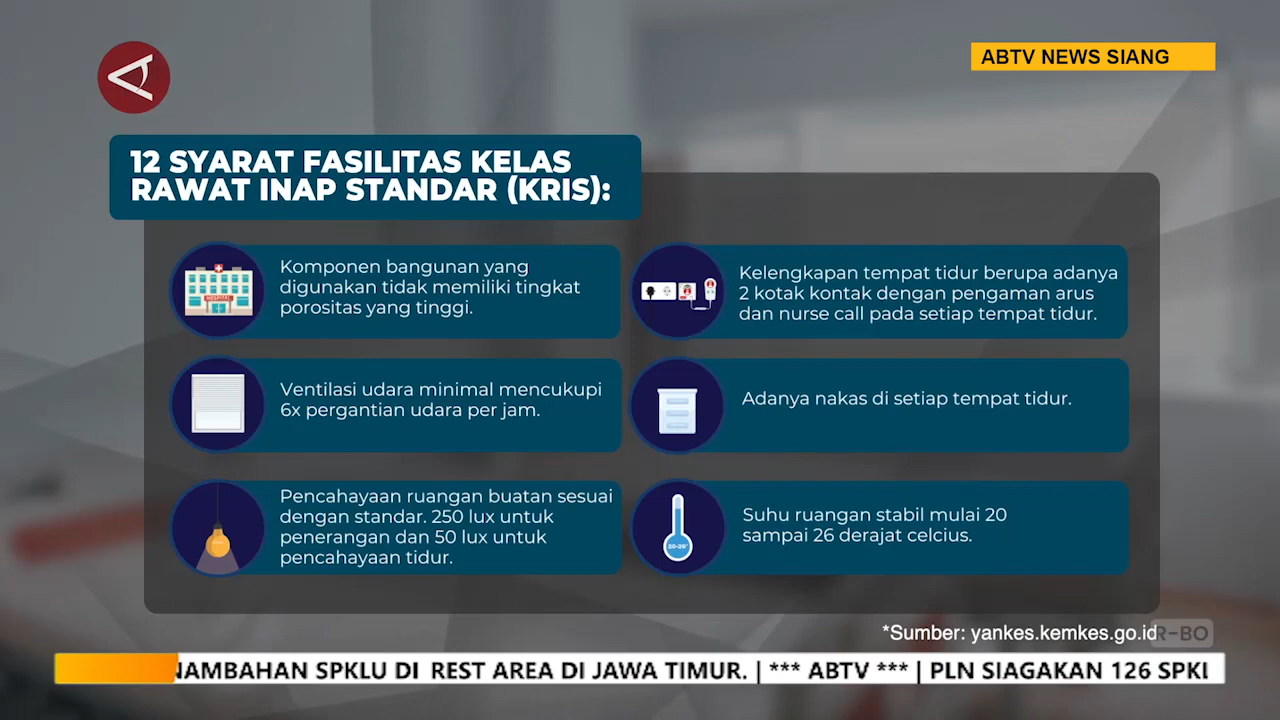 ABTV NEWS SIANG
12 SYARAT FASILITAS KELAS
RAWAT INAP STANDAR (KRIS):
Komponen bangunan yang
digunakan tidak memiliki tingkat
porositas yang tinggi.
Ventilasi udara minimal mencukupi
6x pergantian udara per jam.
Pencahayaan ruangan buatan sesuai
dengan standar. 250 lux untuk
penerangan dan 50 lux untuk
pencahayaan tidur.
Kelengkapan tempat tidur berupa adanya
2 kotak kontak dengan pengaman arus
dan nurse call pada setiap tempat tidur.
Adanya nakas di setiap tempat tidur.
Suhu ruangan stabil mulai 20
sampai 26 derajat celcius.
HOSPITAL
20-26°
*Sumber: yankes.kemkes.go.id
R-BO
NAMBAHAN SPKLU DI REST AREA DI JAWA TIMUR. | *** ABTV *** | PLN SIAGAKAN 126 SPKL